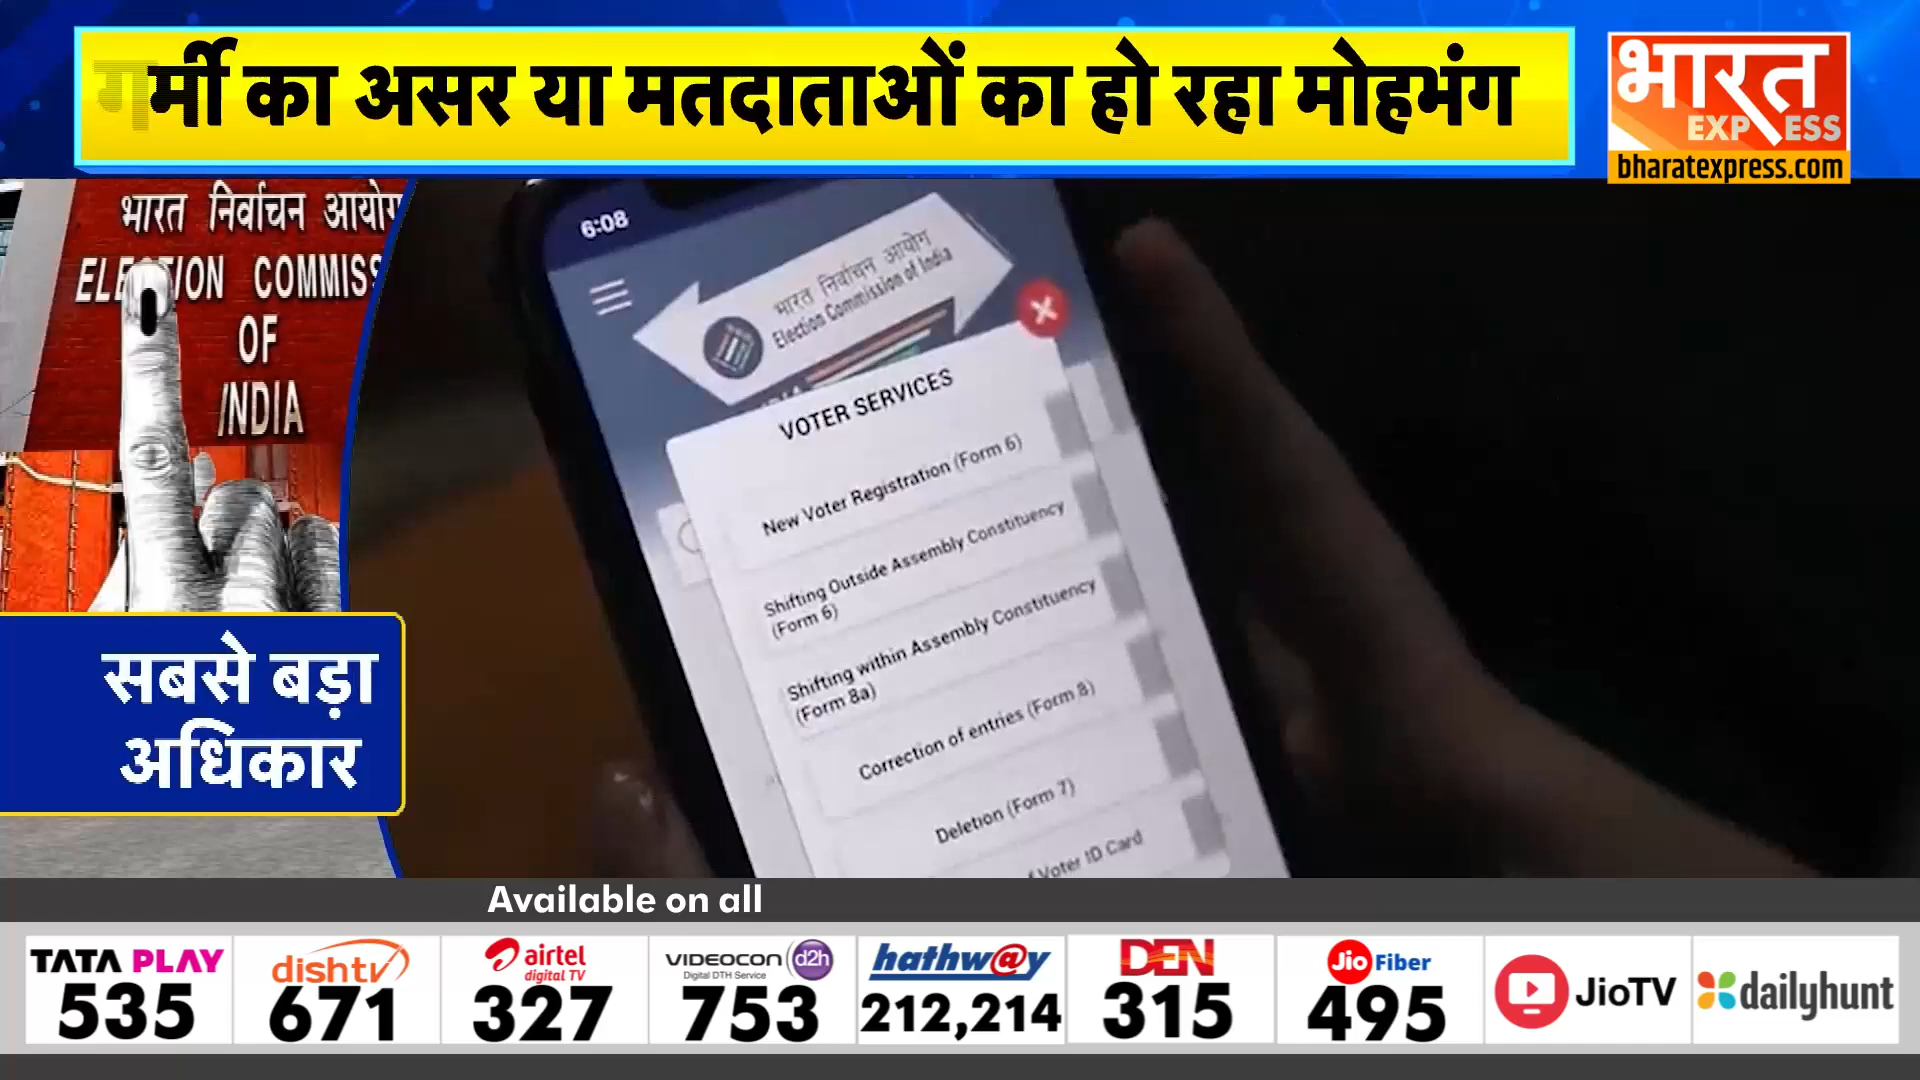 गर्मी का असर या मतदाताओं का हो रहा मोहभंग
भारत
EXPRESS
bharatexpress.com
भारत निर्वाचन आयोग
ELECTION COMMISS
OF
INDIA
सबसे बड़ा
अधिकार
6:08
भारत निर्वाचन आयोग
Election Commission of India
VOTER SERVICES
New Voter Registration (Form 6)
Shifting Outside Assembly Constituency
(Form 6)
Shifting within Assembly Constituency
(Form 8a)
Correction of entries (Form 8)
Deletion (Form 7)
f Voter ID Card
Available on all
TATA PLAY
535
dishtv
671
airtel
digital TV
327
VIDEOCON d2h
Digital DTH Service
753
hathway
212,214
DEN
315
Jio Fiber
495
JioTV
dailyhunt